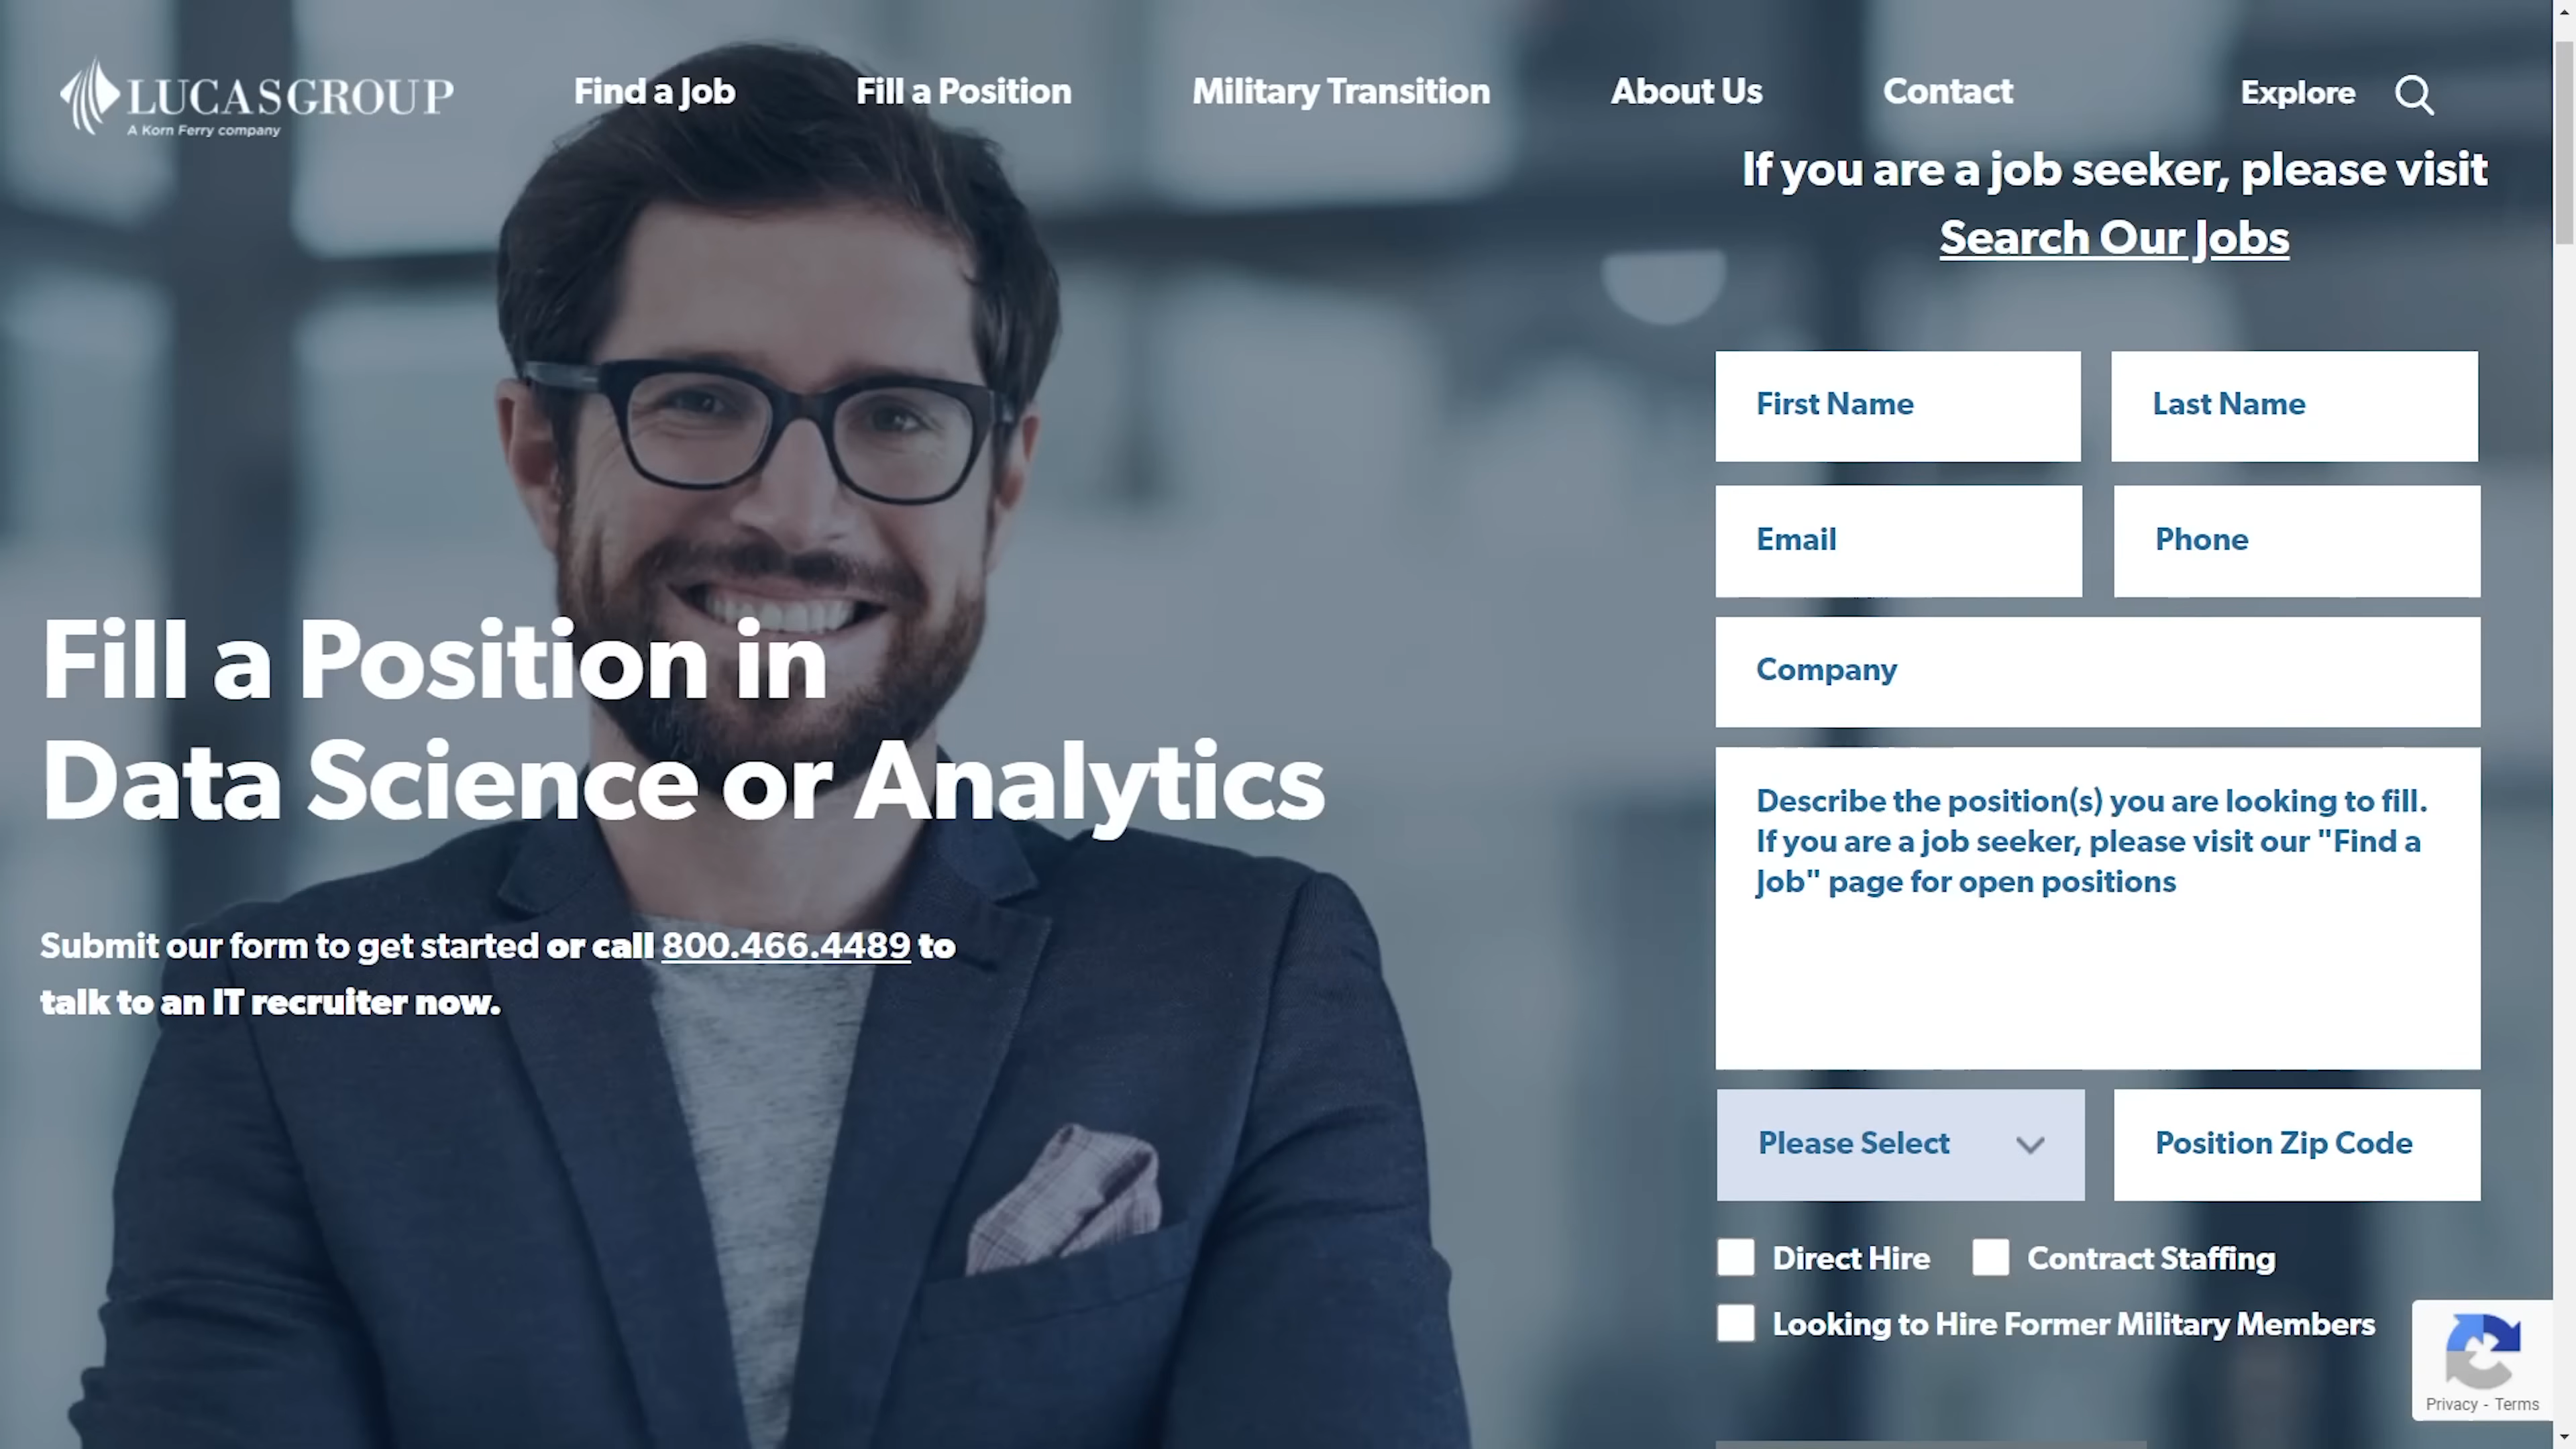 LUCASGROUP
A Korn Ferry company
Find a Job
Fill a Position
Military Transition
About Us
Contact
Explore
If you are a job seeker, please visit
Search Our Jobs
First Name
Last Name
Email
Phone
Company
Fill a Position in
Data Science or Analytics
Describe the position(s) you are looking to fill.
If you are a job seeker, please visit our "Find a
Job" page for open positions
Submit our form to get started or call 800.466.4489 to
talk to an IT recruiter now.
Please Select
Position Zip Code
Direct Hire
Contract Staffing
Looking to Hire Former Military Members
Privacy - Terms